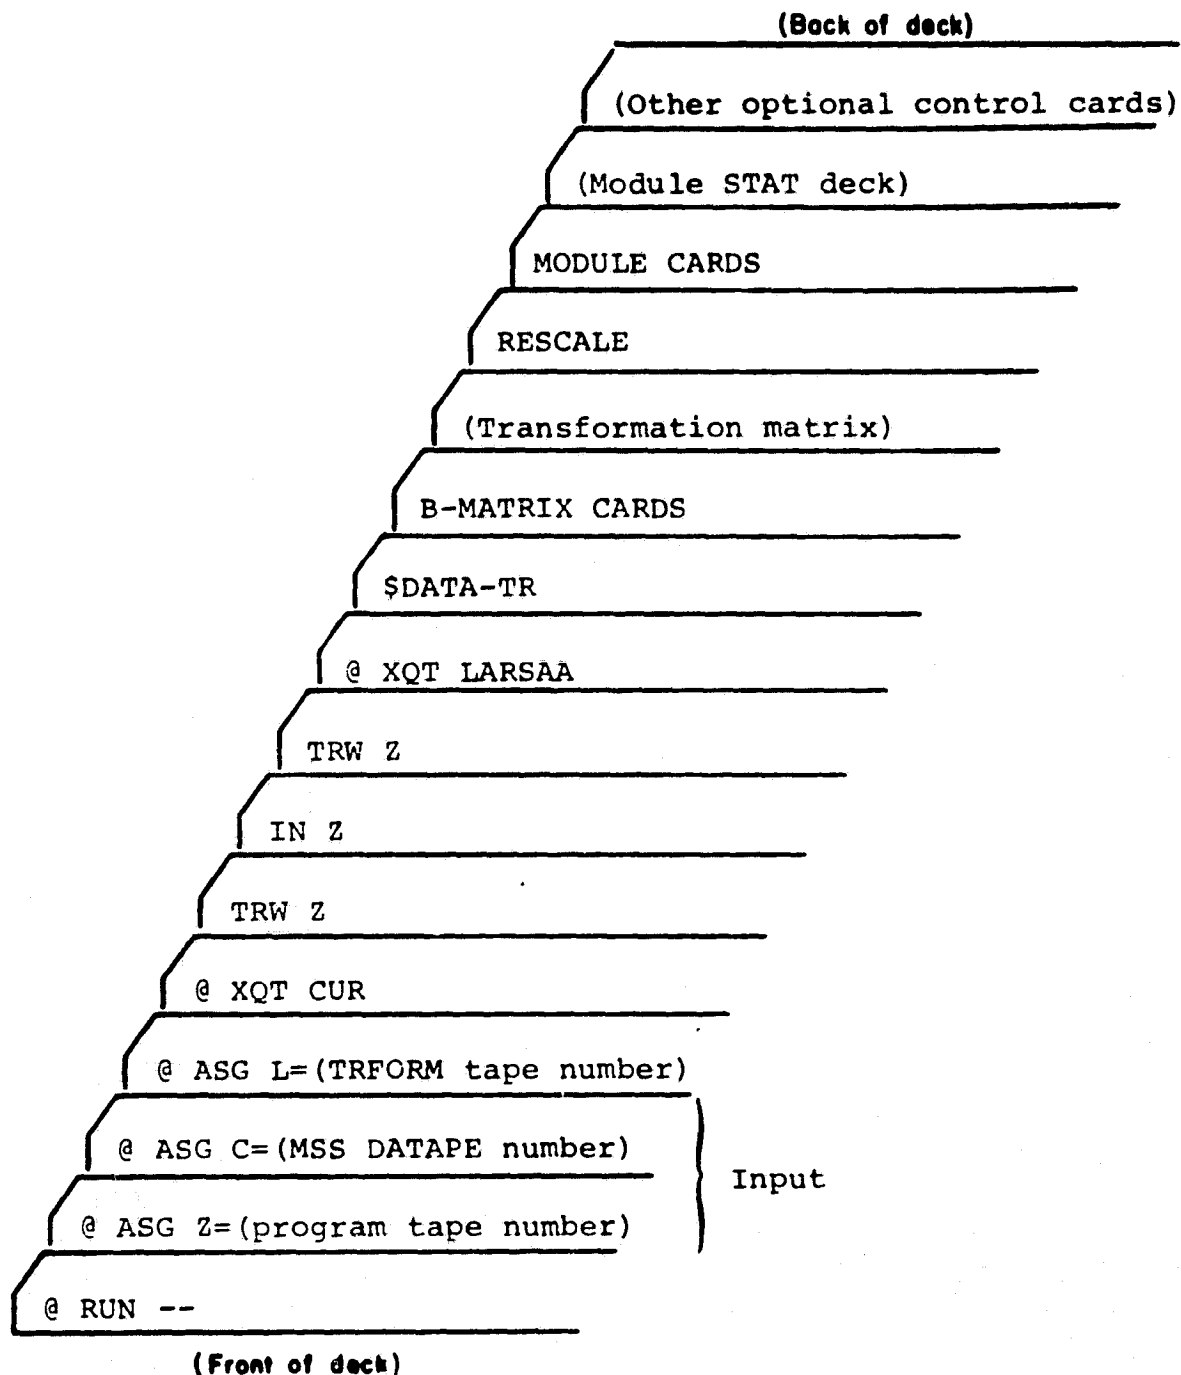 (Back of deck)
(Other optional control cards)
(Module STAT deck)
MODULE CARDS
RESCALE
(Transformation matrix)
B-MATRIX CARDS
$DATA-TR
@ XQT LARSAA
TRW Z
IN Z
TRW Z
@ XQT CUR
@ ASG L=(TRFORM tape number)
@ ASG C=(MSS DATAPE number)
Input
@ ASG Z=(program tape number)
@ RUN --
(Front of deck)